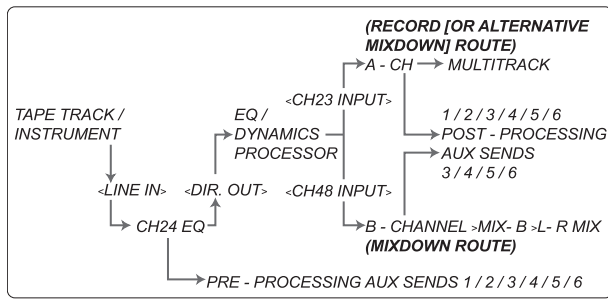 (RECORD [OR ALTERNATIVE
MIXDOWN] ROUTE)
A - CH
MULTITRACK
<CH23 INPUT>
TAPE TRACK /
INSTRUMENT
EQ /
DYNAMICS
PROCESSOR
1 / 2 / 3 / 4 / 5 / 6
POST - PROCESSING
AUX SENDS
3 / 4 / 5 / 6
<LINE IN>
<DIR. OUT>
<CH48 INPUT>
CH24 EQ
B - CHANNEL >MIX- B >L- R MIX
(MIXDOWN ROUTE)
PRE - PROCESSING AUX SENDS 1 / 2 / 3 / 4 / 5 / 6